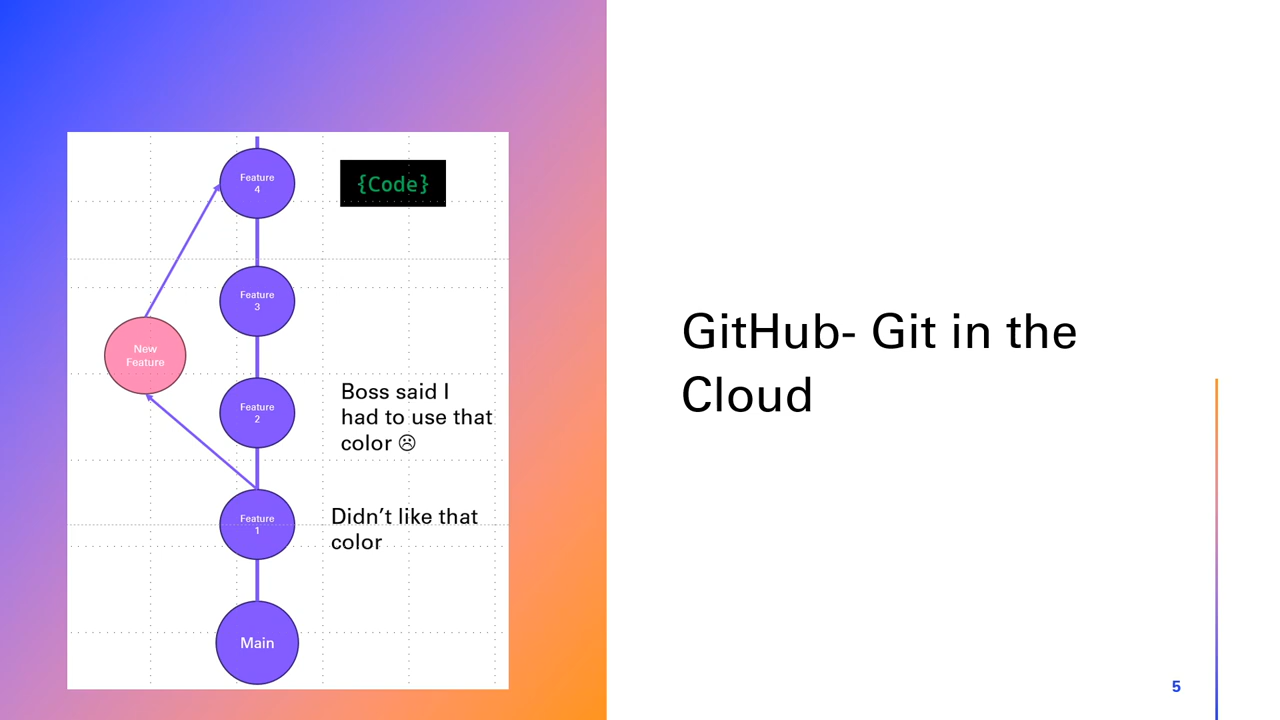 Feature
4
{Code}
Feature
3
New
Feature
Feature
2
Boss said I
had to use that
color ☹
Feature
1
Didn’t like that
color
Main
GitHub- Git in the
Cloud
5